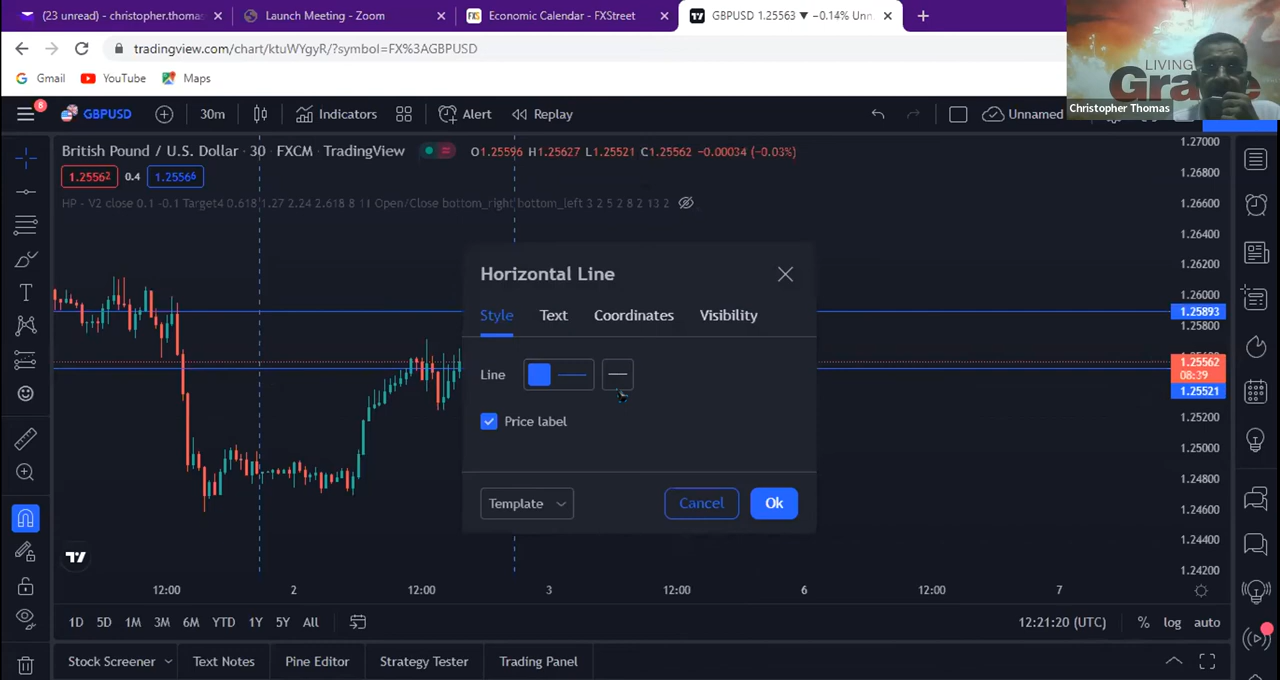 (23 unread) - christopher.thomas
Launch Meeting - Zoom
Economic Calendar - FXStreet
GBPUSD 1.25563 ▼ −0.14% Unn
tradingview.com/chart/ktuWYgyR/?symbol=FX%3AGBPUSD
Gmail
YouTube
Maps
LIVING
Christopher Thomas
8
GBPUSD
30m
Indicators
Alert
Replay
Unnamed
British Pound / U.S. Dollar · 30 · FXCM · TradingView
O1.25596 H1.25627 L1.25521 C1.25562 −0.00034 (−0.03%)
1.25562 0.4 1.25566
HP - V2 close 0.1 -0.1 Target4 0.618 1.27 2.24 2.618 8 11 Open/Close bottom_right bottom_left 3 2 5 2 8 2 13 2
Horizontal Line
Style Text Coordinates Visibility
Line
Price label
Template
Cancel
Ok
1.27000
1.26800
1.26600
1.26400
1.26200
1.26000
1.25893
1.25800
1.25562
08:39
1.25521
1.25200
1.25000
1.24800
1.24600
1.24400
1.24200
12:00 2 12:00 3 12:00 6 12:00 7
1D 5D 1M 3M 6M YTD 1Y 5Y All
12:21:20 (UTC) % log auto
Stock Screener Text Notes Pine Editor Strategy Tester Trading Panel